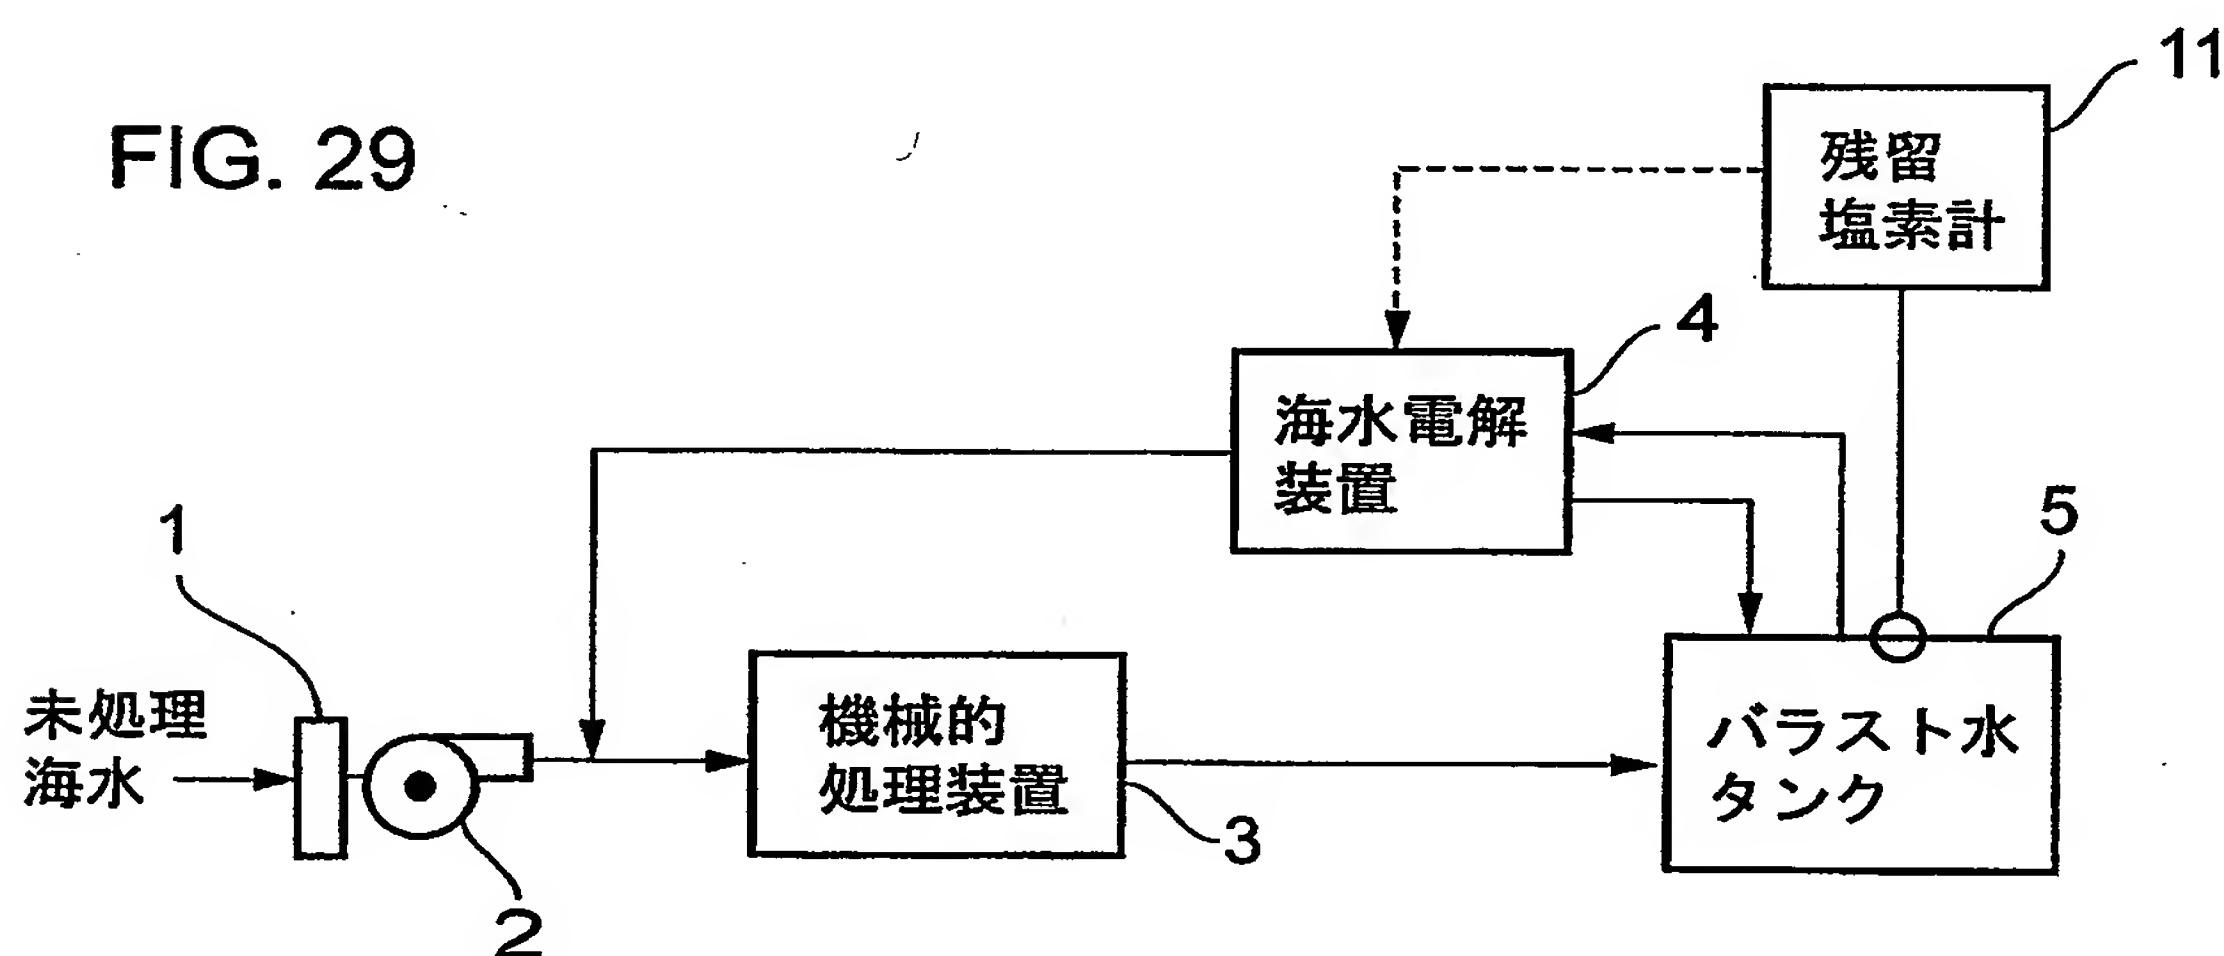 FIG. 29
11
残留
塩素計
4
海水電解
装置
5
1
未処理
海水
機械的
処理装置
バラスト水
タンク
3
2